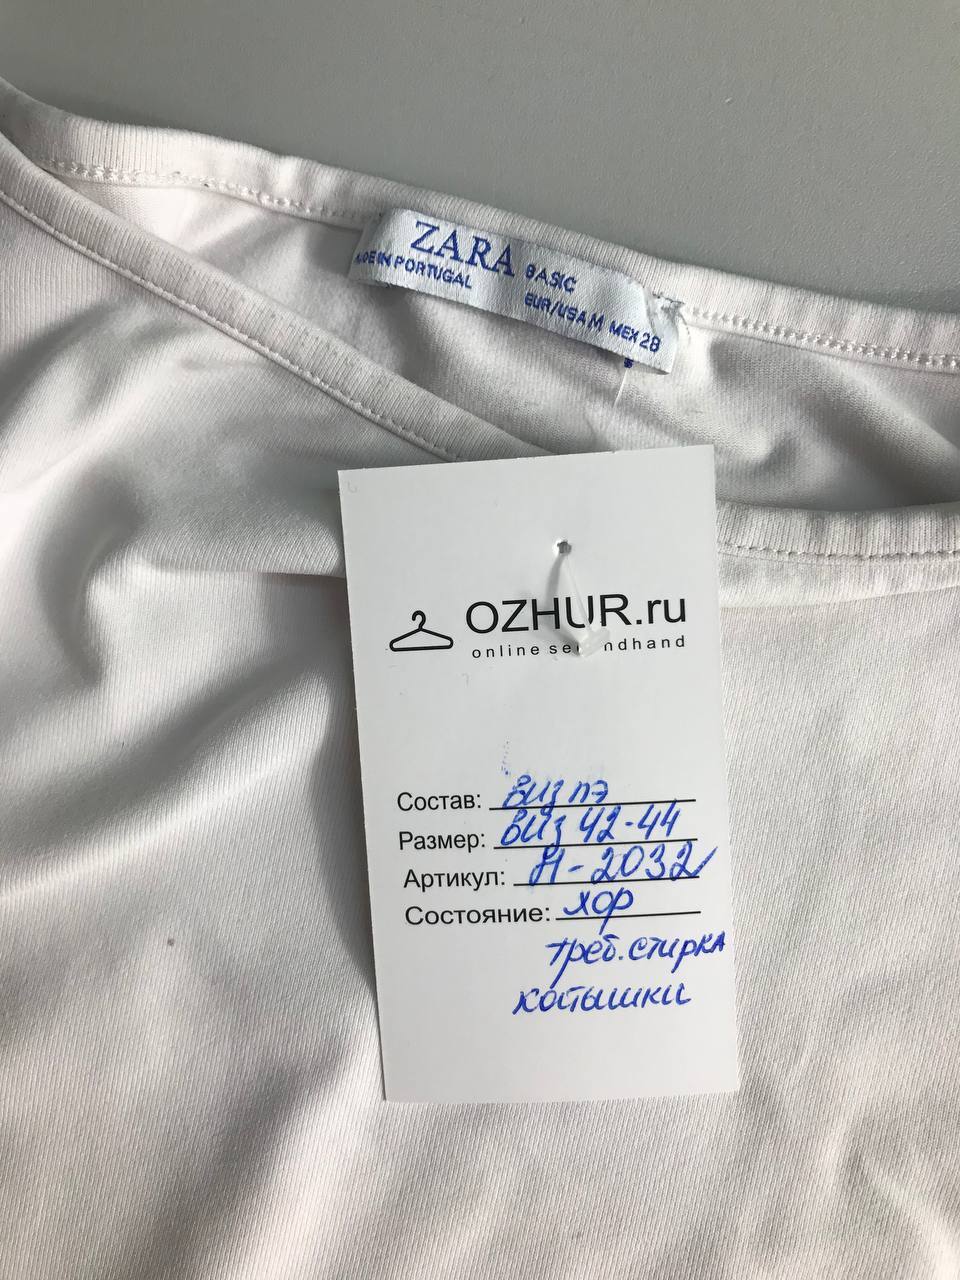 ZARA BASIC
MADE IN PORTUGAL
EUR/USA M MEX 28
OZHUR.ru
online secondhand
Состав: виз пэ
Размер: виз 42-44
Артикул: Н-2032
Состояние: хор
треб. стирка
катышки